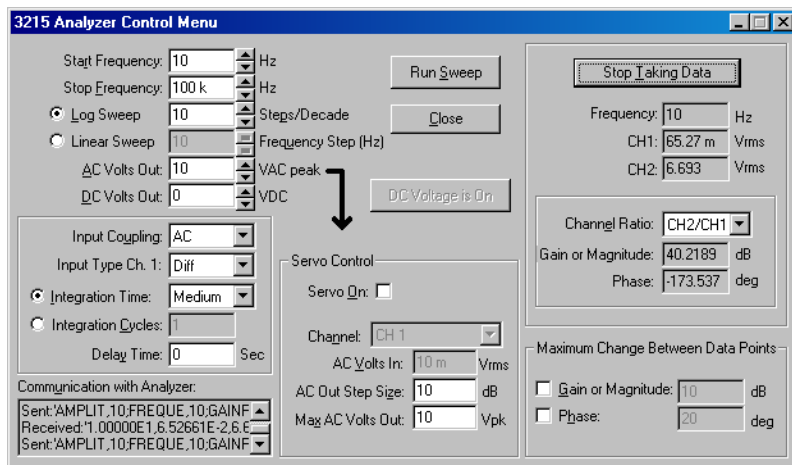 3215 Analyzer Control Menu
Start Frequency: 10 Hz
Stop Frequency: 100 k Hz
Log Sweep 10 Steps/Decade
Linear Sweep 10 Frequency Step (Hz)
AC Volts Out: 10 VAC peak
DC Volts Out: 0 VDC
Run Sweep
Close
DC Voltage is On
Input Coupling: AC
Input Type Ch. 1: Diff
Integration Time: Medium
Integration Cycles: 1
Delay Time: 0 Sec
Communication with Analyzer:
Sent:'AMPLIT,10;FREQUE,10;GAINF
Received:'1.00000E1,6.52661E-2,6.6
Sent:'AMPLIT,10;FREQUE,10;GAINF
Servo Control
Servo On:
Channel: CH 1
AC Volts In: 10 m Vrms
AC Out Step Size: 10 dB
Max AC Volts Out: 10 Vpk
Stop Taking Data
Frequency: 10 Hz
CH1: 65.27 m Vrms
CH2: 6.693 Vrms
Channel Ratio: CH2/CH1
Gain or Magnitude: 40.2189 dB
Phase: -173.537 deg
Maximum Change Between Data Points
Gain or Magnitude: 10 dB
Phase: 20 deg